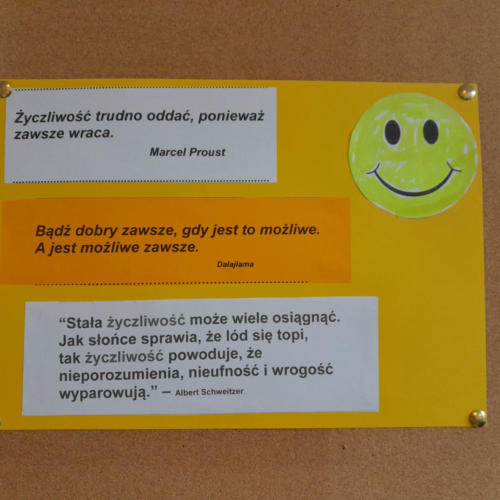 Życzliwość trudno oddać, ponieważ
zawsze wraca.
Marcel Proust
Bądź dobry zawsze, gdy jest to możliwe.
A jest możliwe zawsze.
Dalajlama
“Stała życzliwość może wiele osiągnąć.
Jak słońce sprawia, że lód się topi,
tak życzliwość powoduje, że
nieporozumienia, nieufność i wrogość
wyparowują.” – Albert Schweitzer.